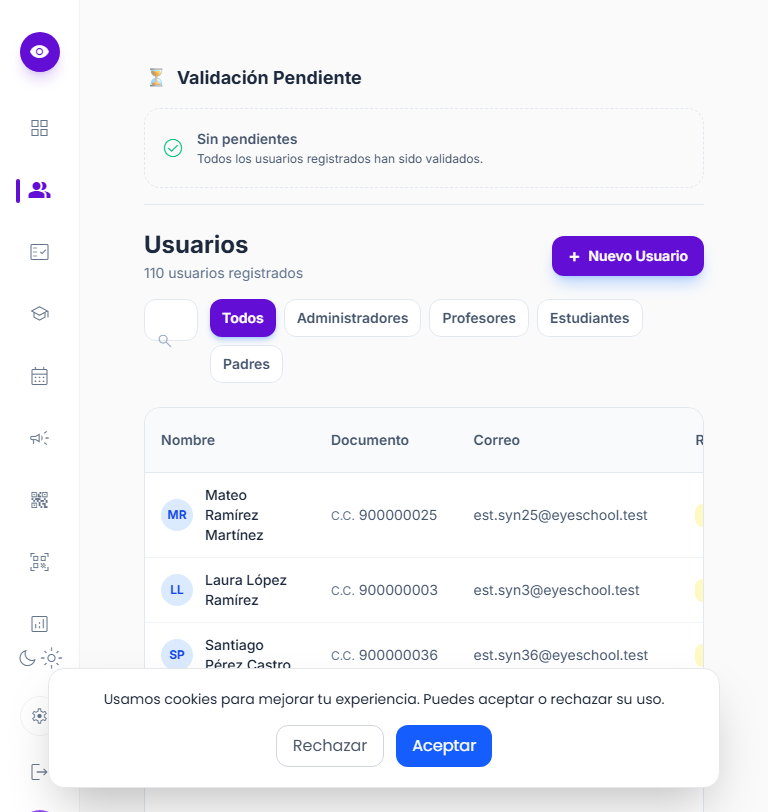 Validación Pendiente
Sin pendientes
Todos los usuarios registrados han sido validados.
Usuarios
110 usuarios registrados
+ Nuevo Usuario
Todos
Administradores
Profesores
Estudiantes
Padres
Nombre
Documento
Correo
R
MR
Mateo
Ramírez
Martínez
C.C. 900000025
est.syn25@eyeschool.test
LL
Laura López
Ramírez
C.C. 900000003
est.syn3@eyeschool.test
SP
Santiago
Pérez Castro
C.C. 900000036
est.syn36@eyeschool.test
Usamos cookies para mejorar tu experiencia. Puedes aceptar o rechazar su uso.
Rechazar
Aceptar